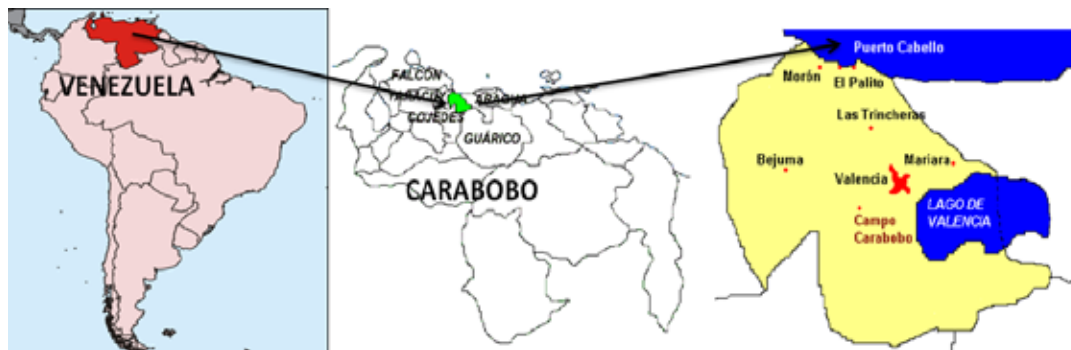 VENEZUELA
FALCÓN
ARAGUA
COJEDES
GUÁRICO
CARABOBO
Puerto Cabello
Morón
El Palito
Las Trincheras
Bejuma
Mariara
Valencia
LAGO DE
VALENCIA
Campo
Carabobo